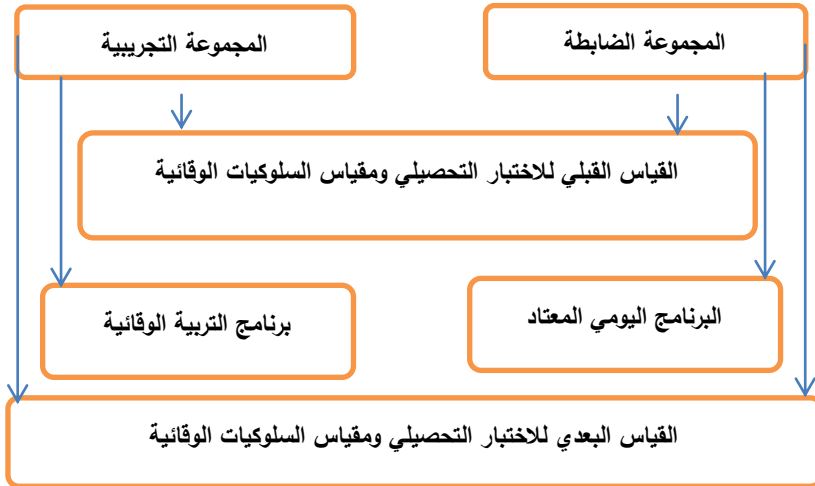 المجموعة الضابطة
المجموعة التجريبية
القياس القبلي للاختبار التحصيلي ومقياس السلوكيات الوقائية
البرنامج اليومي المعتاد
برنامج التربية الوقائية
القياس البعدي للاختبار التحصيلي ومقياس السلوكيات الوقائية